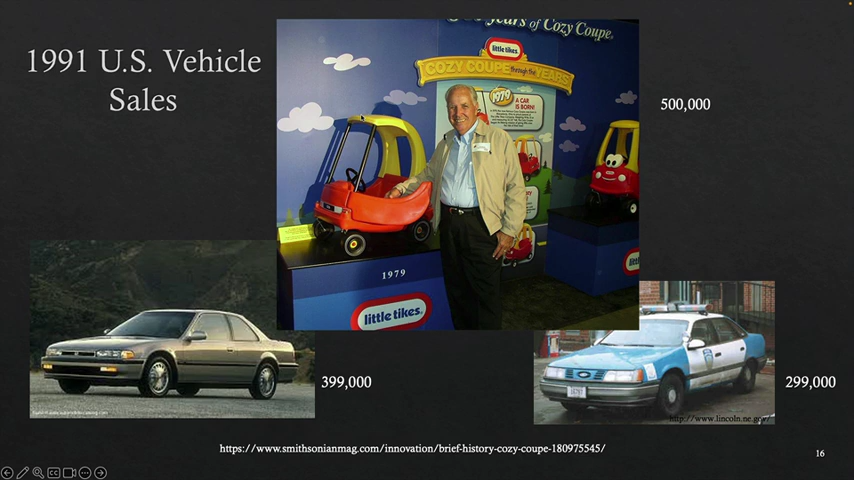 1991 U.S. Vehicle
Sales
years of Cozy Coupe
little tikes
COZY COUPE through the YEARS
1979
A CAR
IS BORN!
500,000
1979
little tikes
399,000
299,000
http://www.lincoln.ne.gov/
https://www.smithsonianmag.com/innovation/brief-history-cozy-coupe-180975545/
16